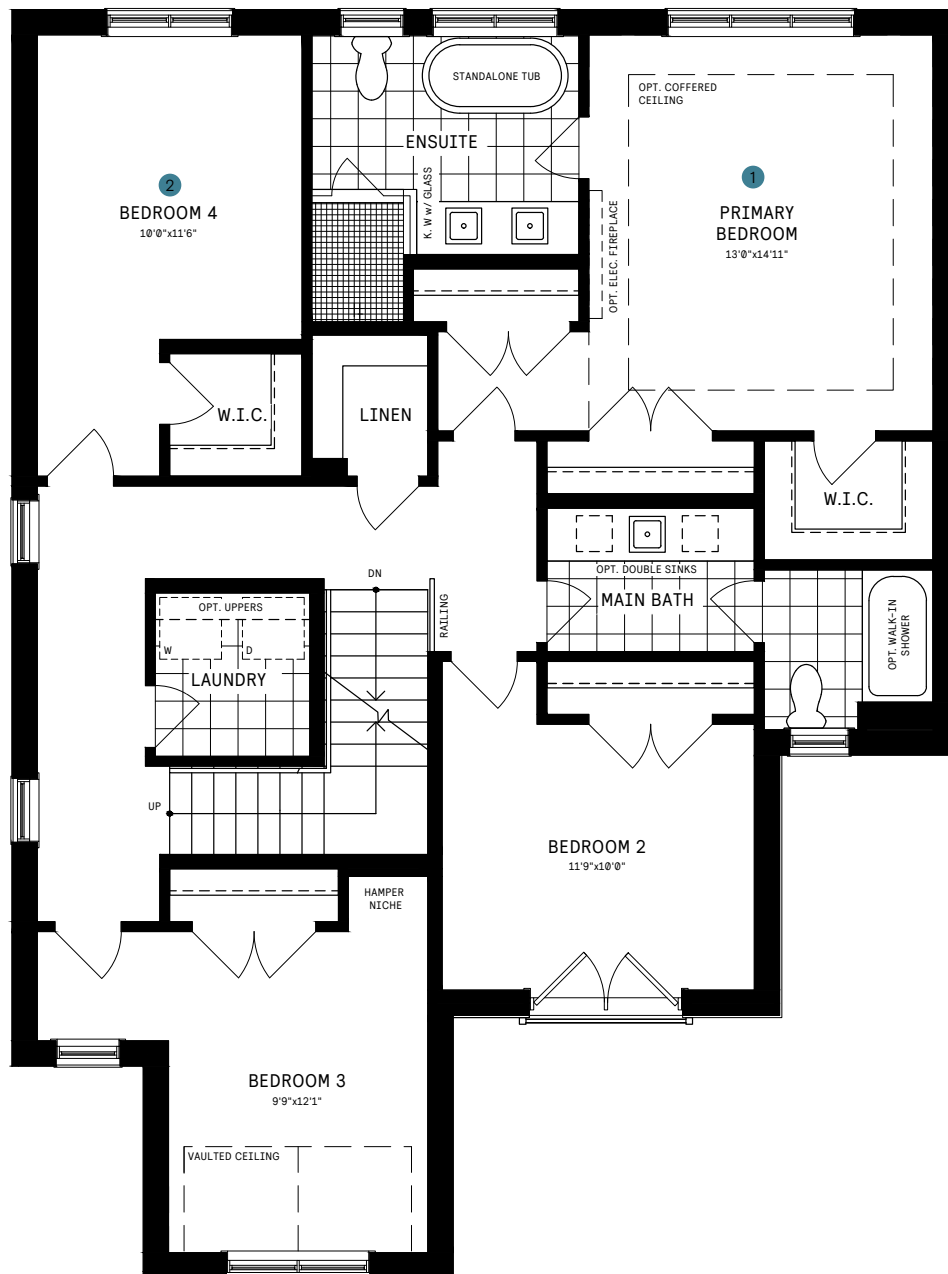 STANDALONE TUB
OPT. COFFERED
CEILING
ENSUITE
K. W w/ GLASS
2
BEDROOM 4
10'0"x11'6"
1
PRIMARY
BEDROOM
13'0"x14'11"
OPT. ELEC. FIREPLACE
W.I.C.
LINEN
W.I.C.
DN
OPT. DOUBLE SINKS
MAIN BATH
OPT. UPPERS
W
D
LAUNDRY
RAILING
OPT. WALK-IN
SHOWER
UP
BEDROOM 2
11'9"x10'0"
HAMPER
NICHE
BEDROOM 3
9'9"x12'1"
VAULTED CEILING